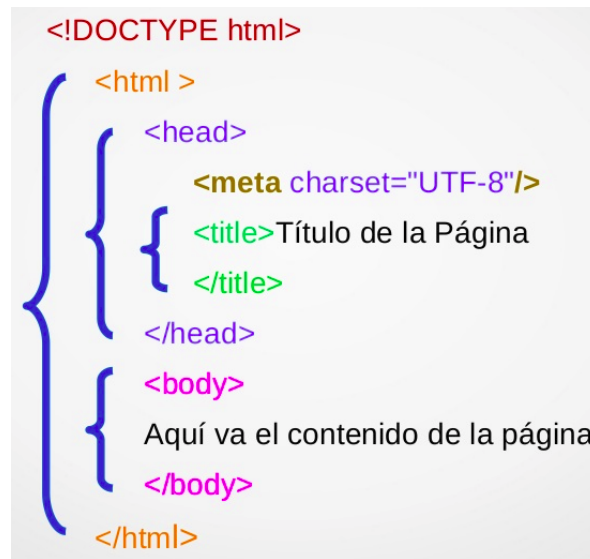 <!DOCTYPE html>
<html >
<head>
<meta charset="UTF-8"/>
<title>Título de la Página
</title>
</head>
<body>
Aquí va el contenido de la página
</body>
</html>